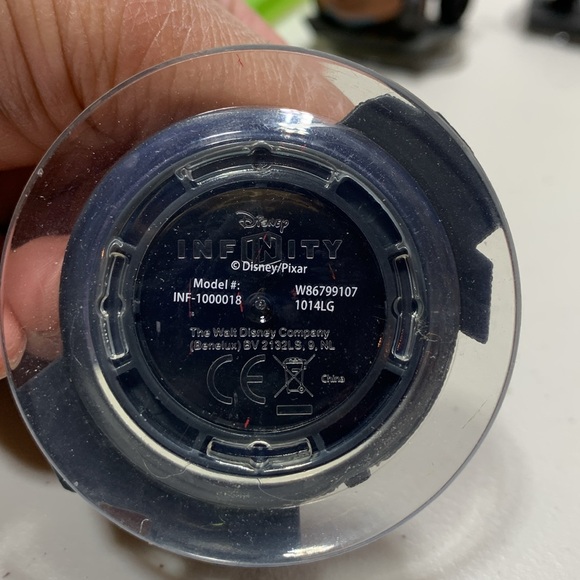 Disney
INFINITY
© Disney/Pixar
Model #: W86799107
INF-1000018 1014LG
The Walt Disney Company
(Benelux) BV 2132LS, 9, NL
CE
China